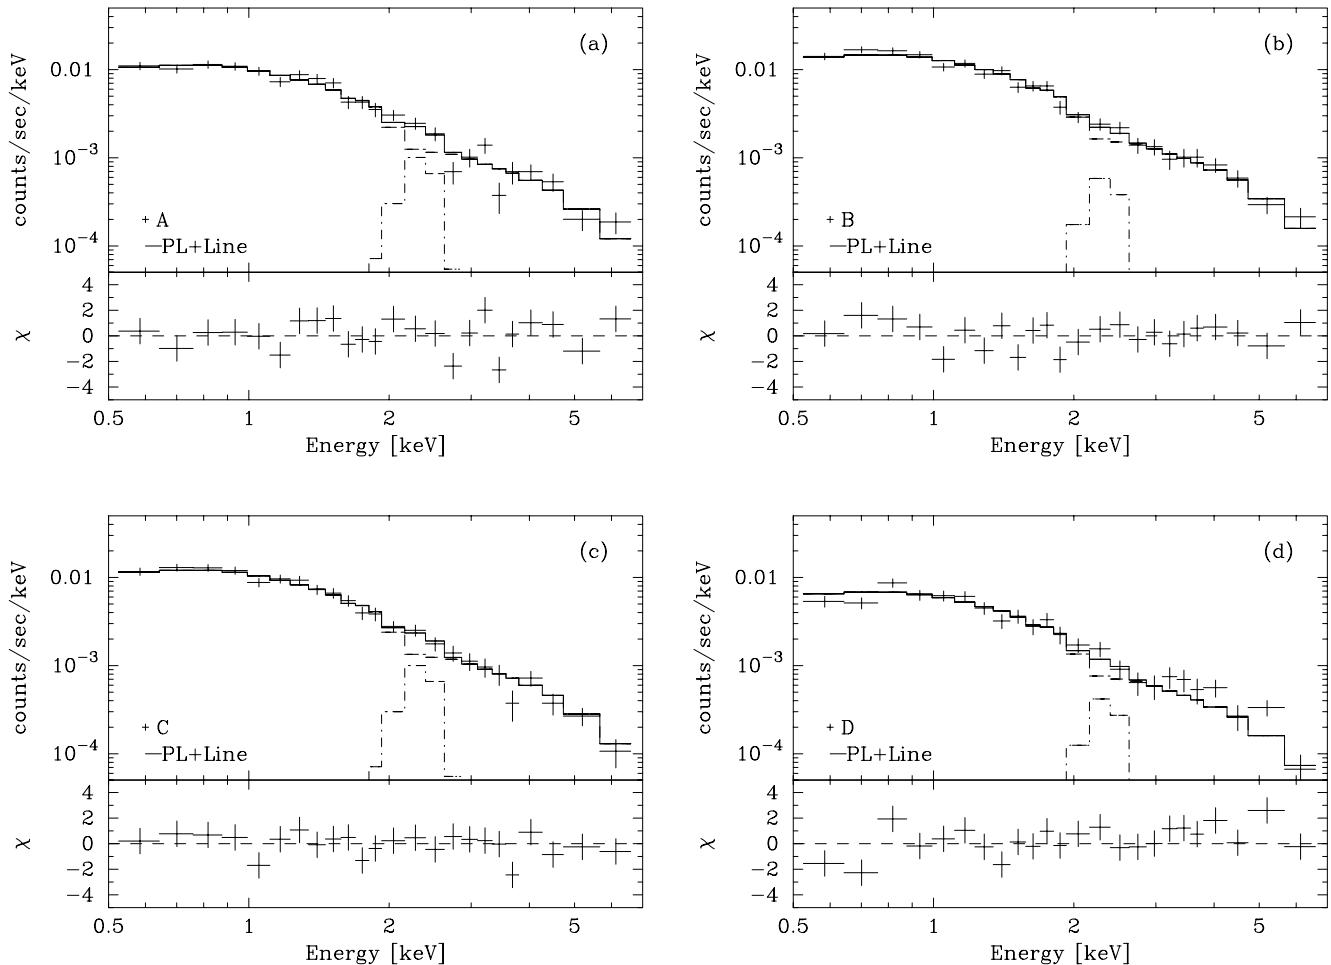 (a)
counts/sec/keV
0.01
10⁻³
10⁻⁴
A
PL+Line
χ
4
2
0
−2
−4
0.5 1 2 5
Energy [keV]
(b)
counts/sec/keV
0.01
10⁻³
10⁻⁴
B
PL+Line
χ
4
2
0
−2
−4
0.5 1 2 5
Energy [keV]
(c)
counts/sec/keV
0.01
10⁻³
10⁻⁴
C
PL+Line
χ
4
2
0
−2
−4
0.5 1 2 5
Energy [keV]
(d)
counts/sec/keV
0.01
10⁻³
10⁻⁴
D
PL+Line
χ
4
2
0
−2
−4
0.5 1 2 5
Energy [keV]